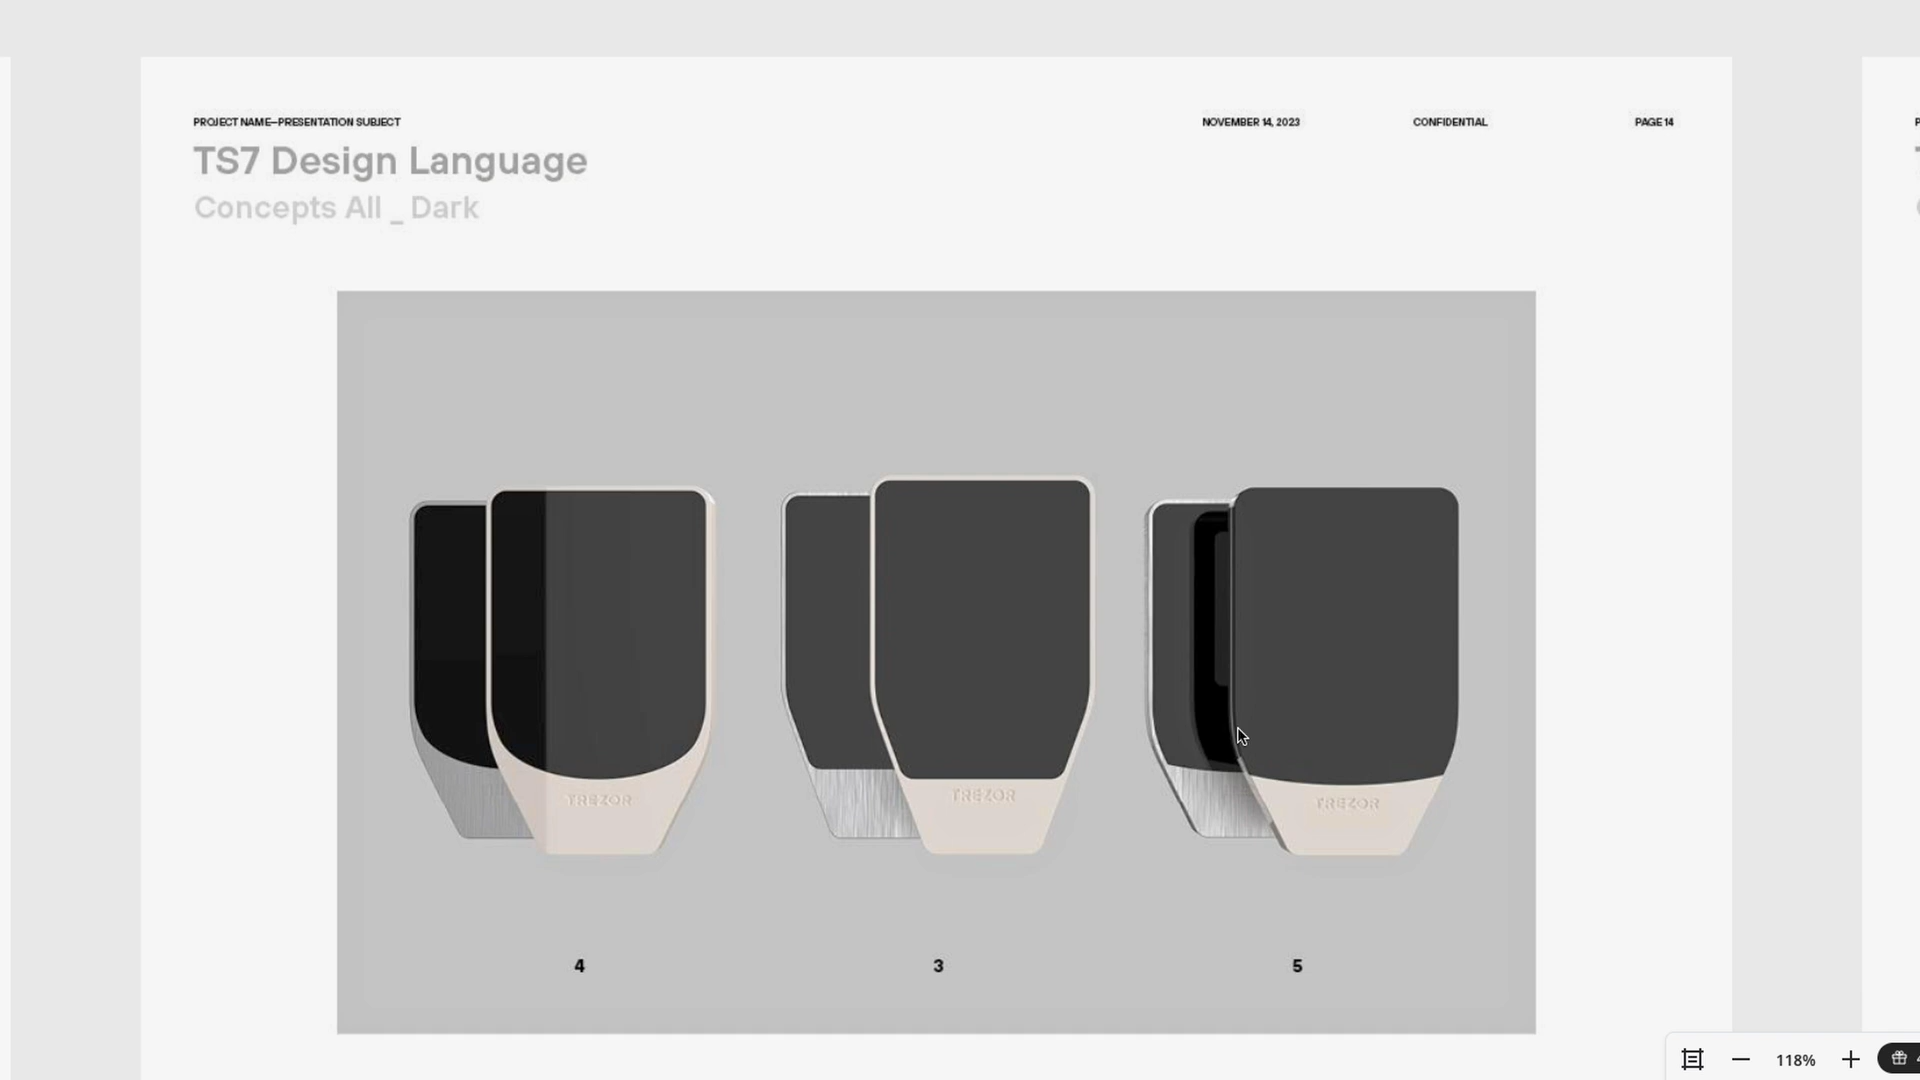 PROJECT NAME—PRESENTATION SUBJECT
NOVEMBER 14, 2023
CONFIDENTIAL
PAGE 14
TS7 Design Language
Concepts All _ Dark
TREZOR
TREZOR
TREZOR
4
3
5
118%